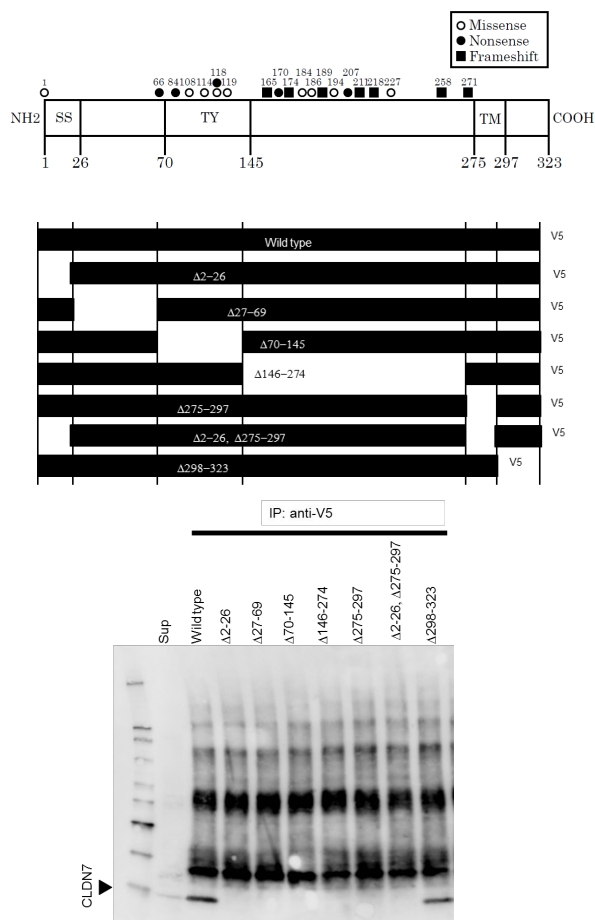 Missense
Nonsense
Frameshift
1 66 84 108 114 118 119 165 170 174 184 186 189 194 207 211 218 227 258 271
NH2 SS TY TM COOH
1 26 70 145 275 297 323
Wild type V5
Δ2−26 V5
Δ27−69 V5
Δ70−145 V5
Δ146−274 V5
Δ275−297 V5
Δ2−26, Δ275−297 V5
Δ298−323 V5
IP: anti-V5
Sup
Wild type
Δ2-26
Δ27-69
Δ70-145
Δ146-274
Δ275-297
Δ2-26, Δ275-297
Δ298-323
CLDN7